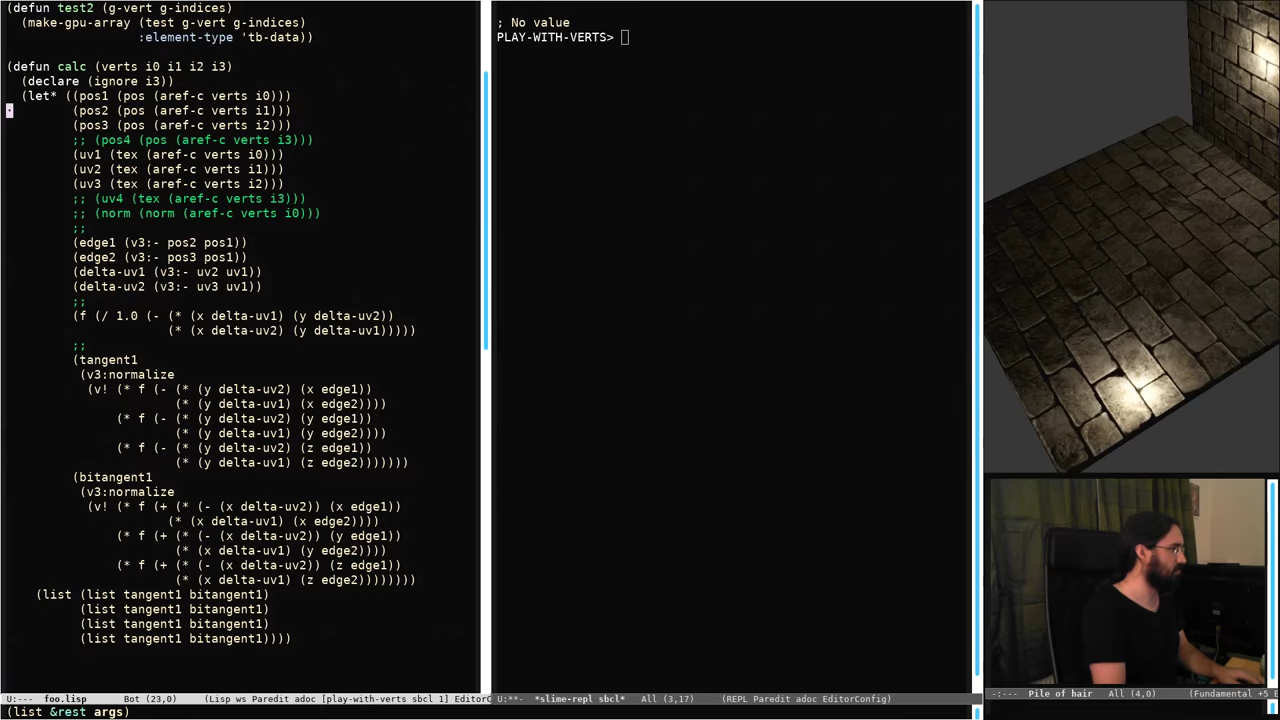 (defun test2 (g-vert g-indices)
  (make-gpu-array (test g-vert g-indices)
                  :element-type 'tb-data))
(defun calc (verts i0 i1 i2 i3)
  (declare (ignore i3))
  (let* ((pos1 (pos (aref-c verts i0)))
         (pos2 (pos (aref-c verts i1)))
         (pos3 (pos (aref-c verts i2)))
         ;; (pos4 (pos (aref-c verts i3)))
         (uv1 (tex (aref-c verts i0)))
         (uv2 (tex (aref-c verts i1)))
         (uv3 (tex (aref-c verts i2)))
         ;; (uv4 (tex (aref-c verts i3)))
         ;; (norm (norm (aref-c verts i0)))
         ;;
         (edge1 (v3:- pos2 pos1))
         (edge2 (v3:- pos3 pos1))
         (delta-uv1 (v3:- uv2 uv1))
         (delta-uv2 (v3:- uv3 uv1))
         ;;
         (f (/ 1.0 (- (* (x delta-uv1) (y delta-uv2))
                      (* (x delta-uv2) (y delta-uv1)))))
         ;;
         (tangent1
          (v3:normalize
           (v! (* f (- (* (y delta-uv2) (x edge1))
                       (* (y delta-uv1) (x edge2))))
               (* f (- (* (y delta-uv2) (y edge1))
                       (* (y delta-uv1) (y edge2))))
               (* f (- (* (y delta-uv2) (z edge1))
                       (* (y delta-uv1) (z edge2)))))))
         (bitangent1
          (v3:normalize
           (v! (* f (+ (* (- (x delta-uv2)) (x edge1))
                      (* (x delta-uv1) (x edge2))))
               (* f (+ (* (- (x delta-uv2)) (y edge1))
                       (* (x delta-uv1) (y edge2))))
               (* f (+ (* (- (x delta-uv2)) (z edge1))
                       (* (x delta-uv1) (z edge2))))))))
    (list (list tangent1 bitangent1)
          (list tangent1 bitangent1)
          (list tangent1 bitangent1)
          (list tangent1 bitangent1))))
U:--- foo.lisp Bot (23,0) (Lisp ws Paredit adoc [play-with-verts sbcl 1] EditorC
(list &rest args)
; No value
PLAY-WITH-VERTS>
U:**- *slime-repl sbcl* All (3,17) (REPL Paredit adoc EditorConfig)
-:--- Pile of hair All (4,0) (Fundamental +5 E